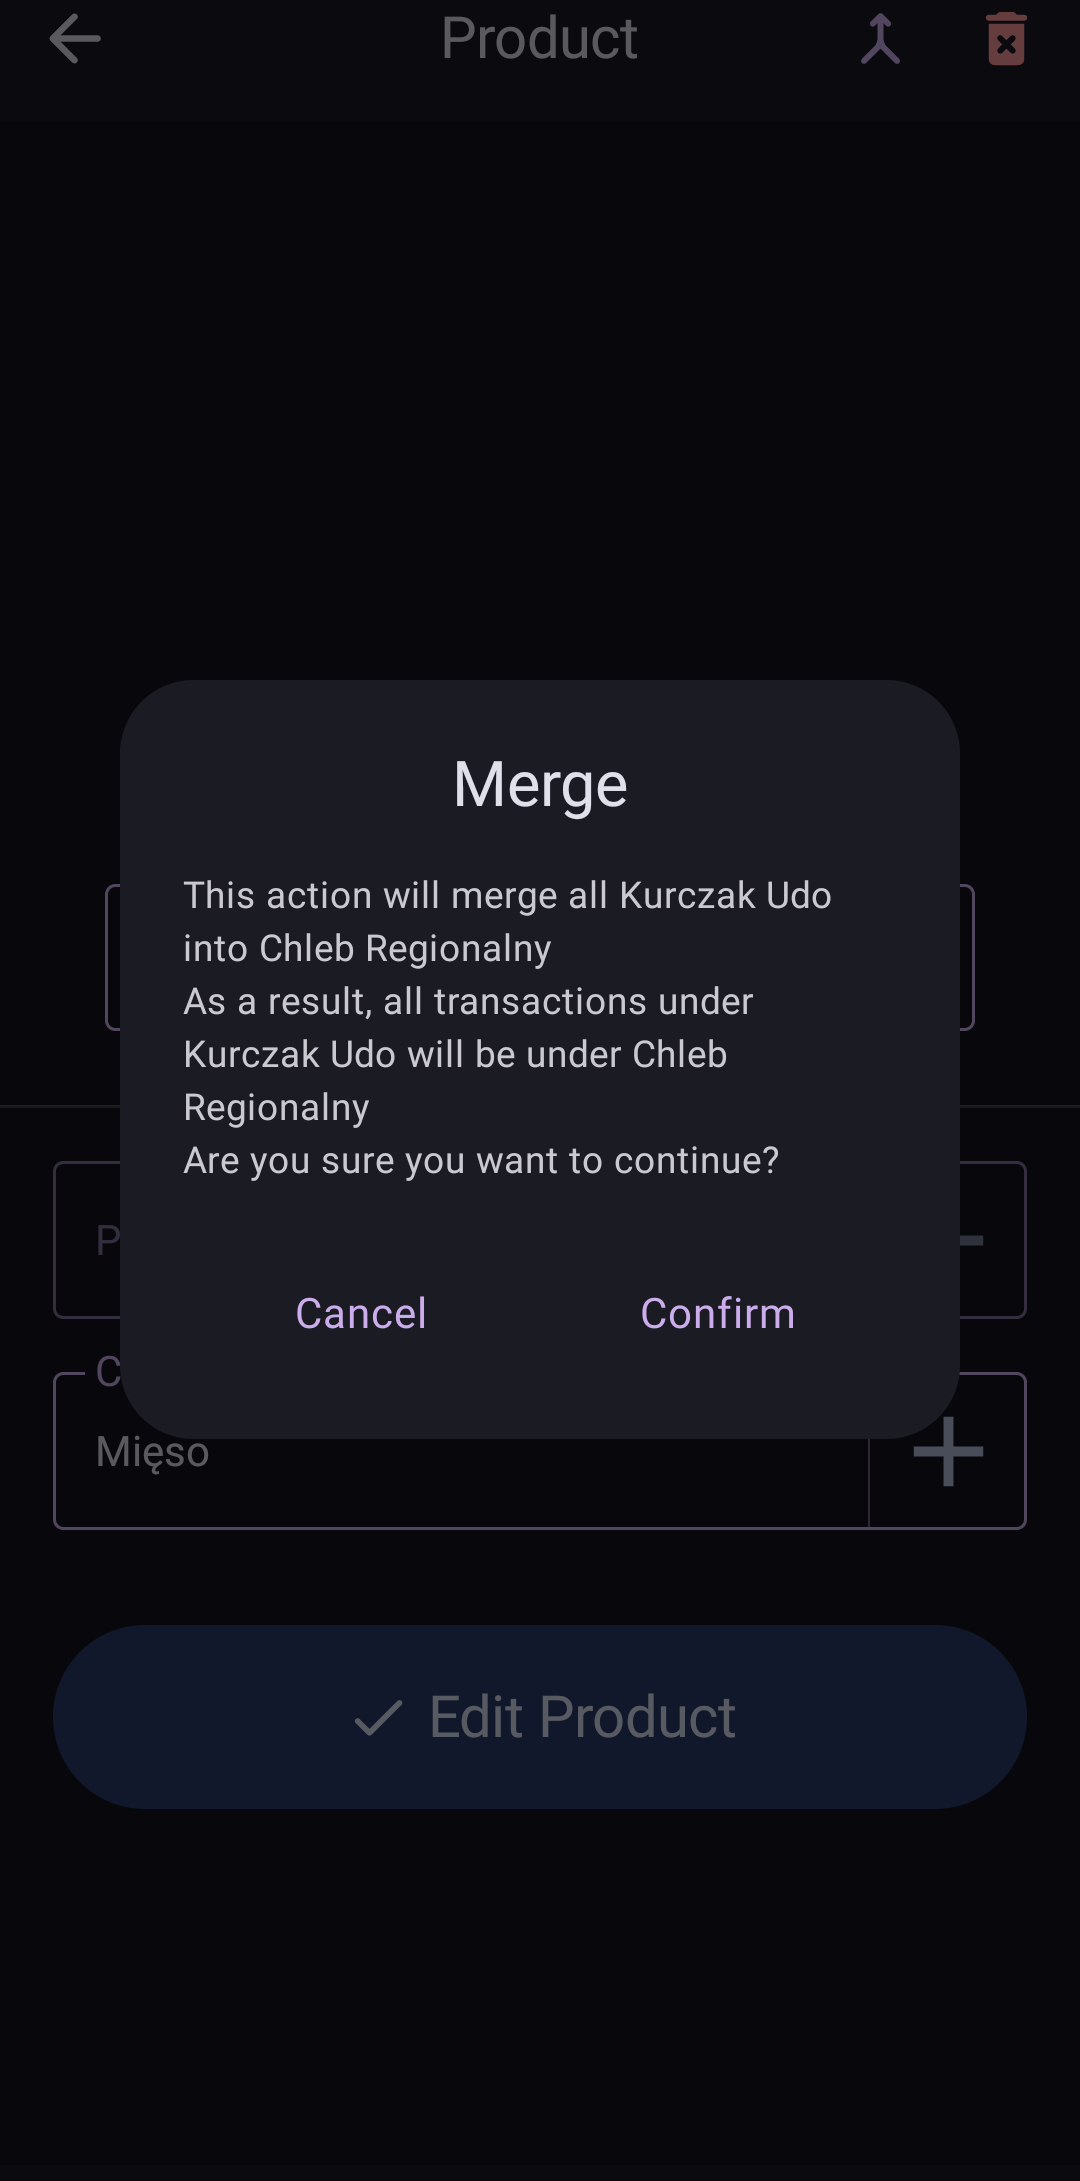 Product
Merge
This action will merge all Kurczak Udo
into Chleb Regionalny
As a result, all transactions under
Kurczak Udo will be under Chleb
Regionalny
Are you sure you want to continue?
Cancel
Confirm
Mięso
Edit Product